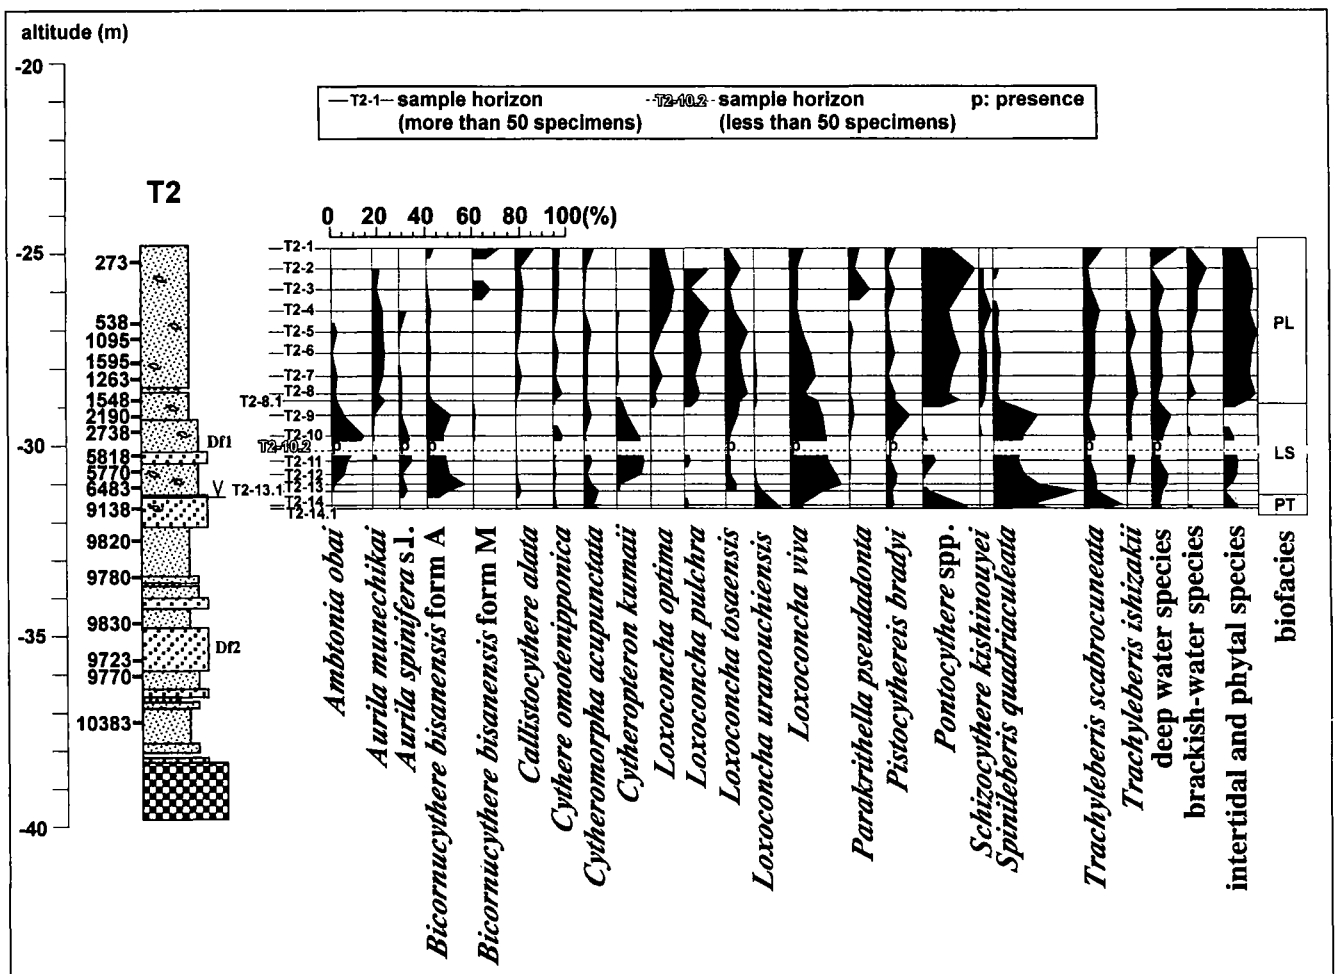 altitude (m)
-20
-25
-30
-35
-40
—T2-1— sample horizon
(more than 50 specimens)
--T2-10.2-- sample horizon
(less than 50 specimens)
p: presence
T2
0 20 40 60 80 100(%)
273
538
1095
1595
1263
1548
2190
2738
5818
5770
6483
9138
9820
9780
9830
9723
9770
10383
Df1
V
Df2
T2-1
T2-2
T2-3
T2-4
T2-5
T2-6
T2-7
T2-8
T2-8.1
T2-9
T2-10
T2-10.2
T2-11
T2-12
T2-13
T2-13.1
T2-14
T2-14.1
p p p p p p p p
PL
LS
PT
Ambtonia obai
Aurila munechikai
Aurila spinifera s.l.
Bicornucythere bisanensis form A
Bicornucythere bisanensis form M
Callistocythere alata
Cythere omotenipponica
Cytheromorpha acupunctata
Cytheropteron kumaii
Loxoconcha optima
Loxoconcha pulchra
Loxoconcha tosaensis
Loxoconcha uranouchiensis
Loxoconcha viva
Parakrithella pseudadonta
Pistocythereis bradyi
Pontocythere spp.
Schizocythere kishinouyei
Spinileberis quadriaculeata
Trachyleberis scabrocuneata
Trachyleberis ishizakii
deep water species
brackish-water species
intertidal and phytal species
biofacies